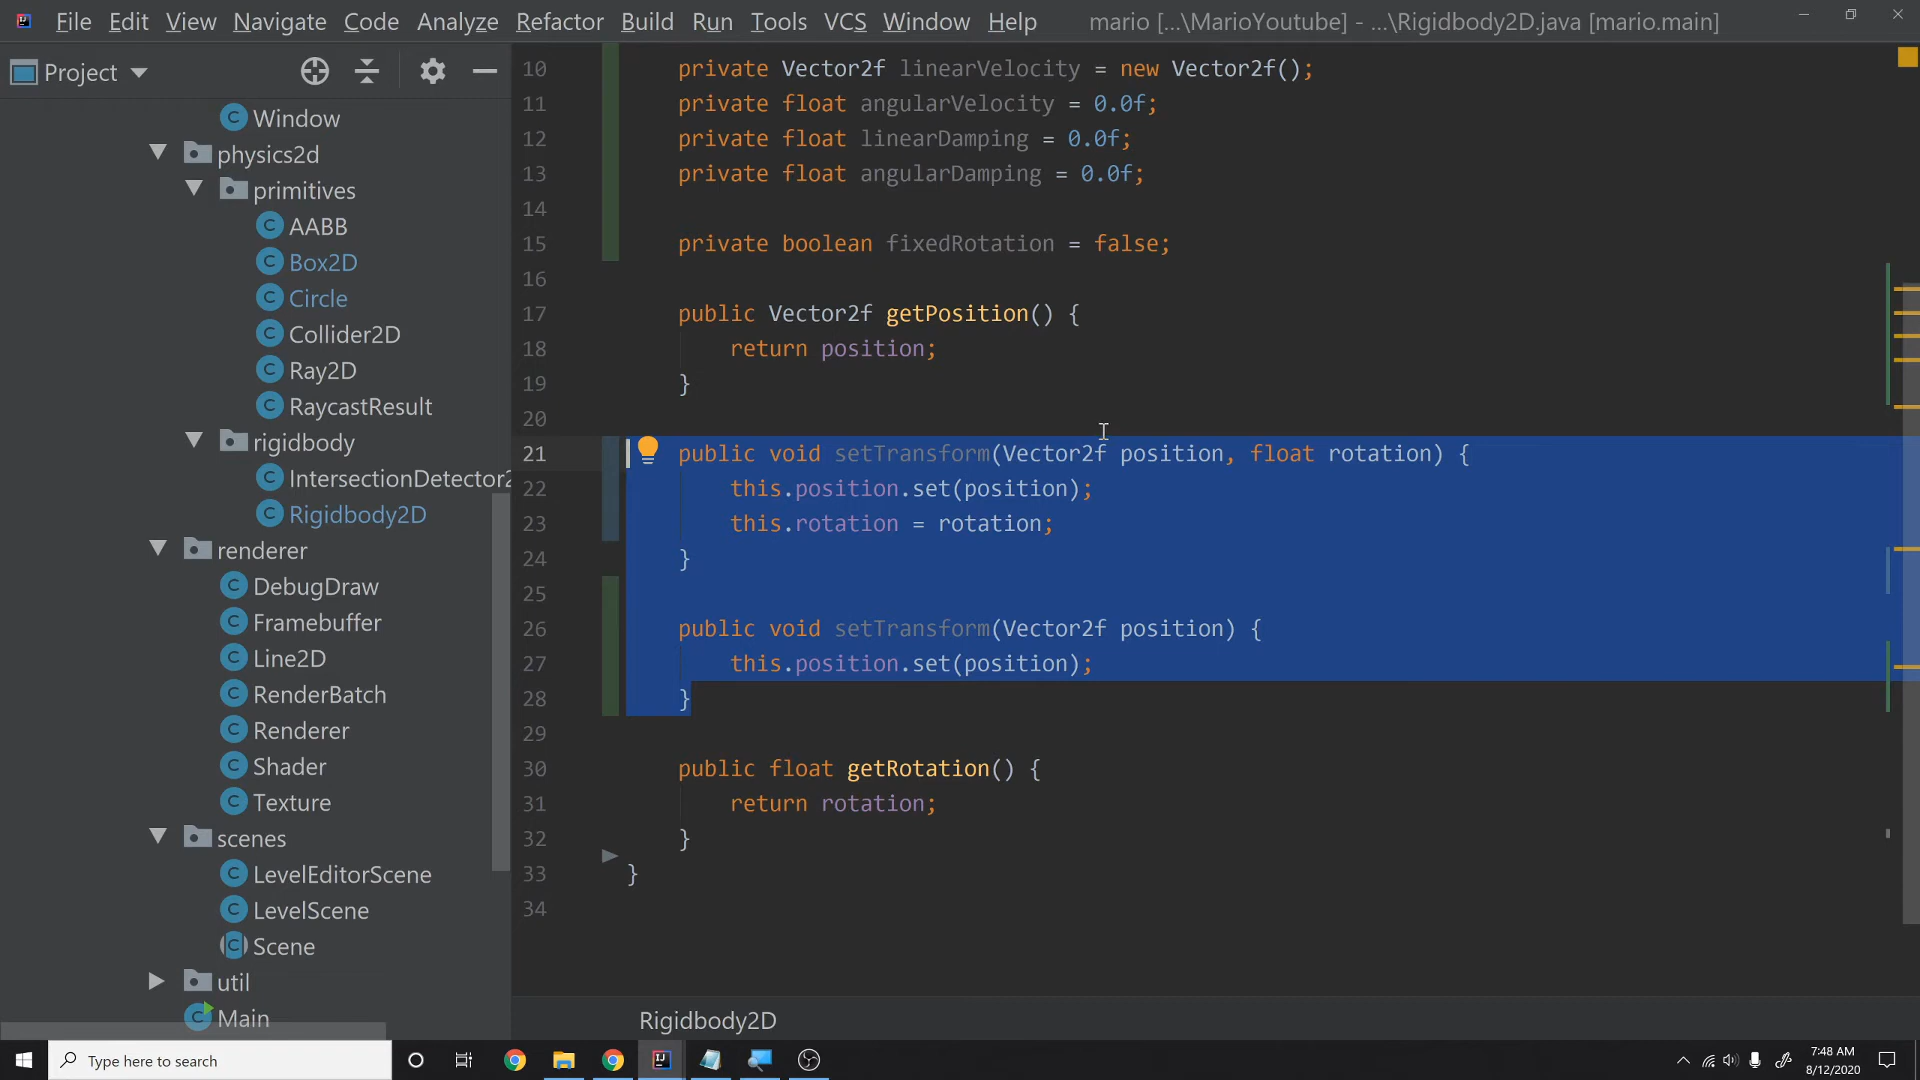 File Edit View Navigate Code Analyze Refactor Build Run Tools VCS Window Help mario [...\MarioYoutube] - ...\Rigidbody2D.java [mario.main]
Project
Window
physics2d
primitives
AABB
Box2D
Circle
Collider2D
Ray2D
RaycastResult
rigidbody
IntersectionDetector2
Rigidbody2D
renderer
DebugDraw
Framebuffer
Line2D
RenderBatch
Renderer
Shader
Texture
scenes
LevelEditorScene
LevelScene
Scene
util
Main
10 private Vector2f linearVelocity = new Vector2f();
11 private float angularVelocity = 0.0f;
12 private float linearDamping = 0.0f;
13 private float angularDamping = 0.0f;
14
15 private boolean fixedRotation = false;
16
17 public Vector2f getPosition() {
18 return position;
19 }
20
21 public void setTransform(Vector2f position, float rotation) {
22 this.position.set(position);
23 this.rotation = rotation;
24 }
25
26 public void setTransform(Vector2f position) {
27 this.position.set(position);
28 }
29
30 public float getRotation() {
31 return rotation;
32 }
33 }
34
Rigidbody2D
Type here to search
7:48 AM
8/12/2020